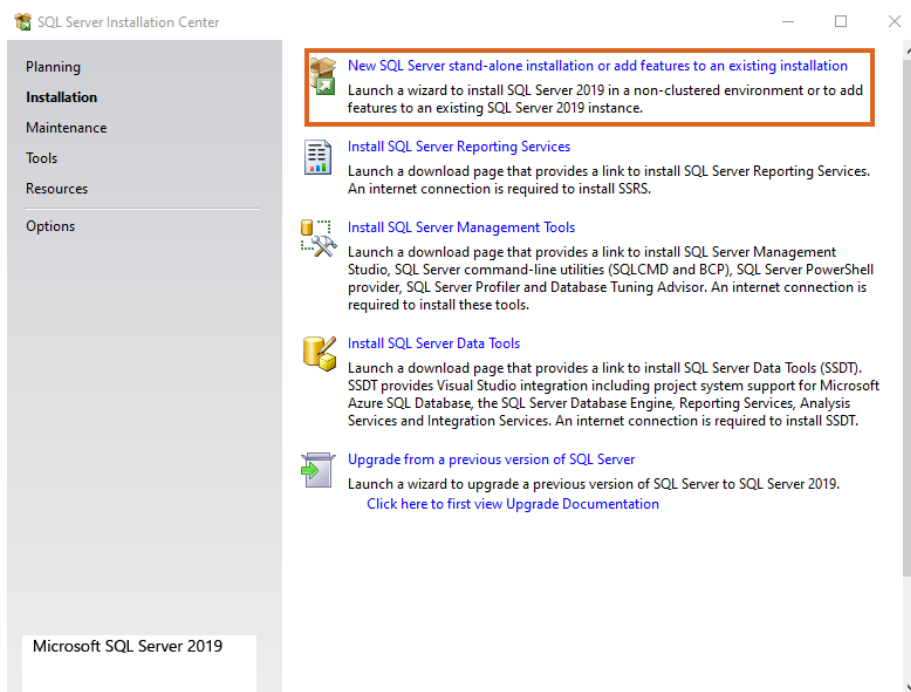 SQL Server Installation Center
Planning
Installation
Maintenance
Tools
Resources
Options
New SQL Server stand-alone installation or add features to an existing installation
Launch a wizard to install SQL Server 2019 in a non-clustered environment or to add
features to an existing SQL Server 2019 instance.
Install SQL Server Reporting Services
Launch a download page that provides a link to install SQL Server Reporting Services.
An internet connection is required to install SSRS.
Install SQL Server Management Tools
Launch a download page that provides a link to install SQL Server Management
Studio, SQL Server command-line utilities (SQLCMD and BCP), SQL Server PowerShell
provider, SQL Server Profiler and Database Tuning Advisor. An internet connection is
required to install these tools.
Install SQL Server Data Tools
Launch a download page that provides a link to install SQL Server Data Tools (SSDT).
SSDT provides Visual Studio integration including project system support for Microsoft
Azure SQL Database, the SQL Server Database Engine, Reporting Services, Analysis
Services and Integration Services. An internet connection is required to install SSDT.
Upgrade from a previous version of SQL Server
Launch a wizard to upgrade a previous version of SQL Server to SQL Server 2019.
Click here to first view Upgrade Documentation
Microsoft SQL Server 2019